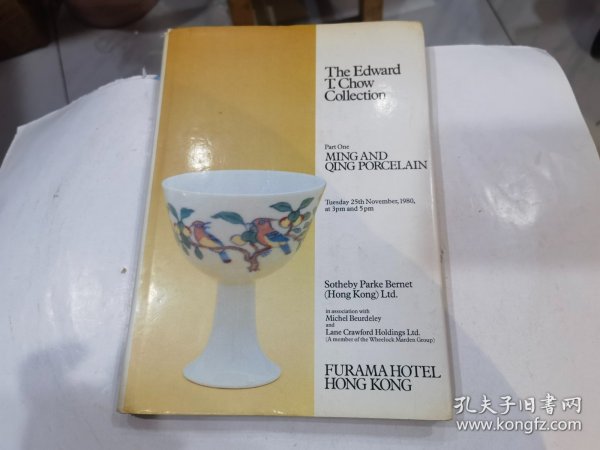 The Edward
T. Chow
Collection
Part One
MING AND
QING PORCELAIN
Tuesday 25th November, 1980,
at 3pm and 5pm
Sotheby Parke Bernet
(Hong Kong) Ltd.
in association with
Michel Beurdeley
and
Lane Crawford Holdings Ltd.
(A member of the Wheelock Marden Group)
FURAMA HOTEL
HONG KONG
孔夫子旧书网
www.kongfz.com